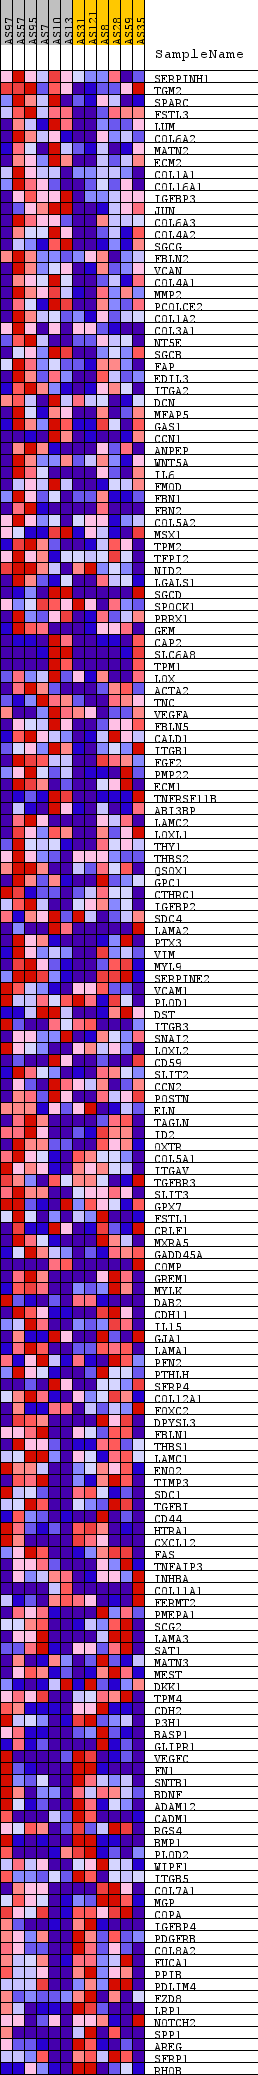 AS97 AS57 AS95 AS7 AS10 AS13 AS31 AS121 AS8 AS28 AS59 AS35
SampleName
SERPINH1
TGM2
SPARC
FSTL3
LUM
COL6A2
MATN2
ECM2
COL1A1
COL16A1
IGFBP3
JUN
COL6A3
COL4A2
SGCG
FBLN2
VCAN
COL4A1
MMP2
PCOLCE2
COL1A2
COL3A1
NT5E
SGCB
FAP
EDIL3
ITGA2
DCN
MFAP5
GAS1
CCN1
ANPEP
WNT5A
IL6
FMOD
FBN1
FBN2
COL5A2
MSX1
TPM2
TFPI2
NID2
LGALS1
SGCD
SPOCK1
PRRX1
GEM
CAP2
SLC6A8
TPM1
LOX
ACTA2
TNC
VEGFA
FBLN5
CALD1
ITGB1
FGF2
PMP22
ECM1
TNFRSF11B
ABI3BP
LAMC2
LOXL1
THY1
THBS2
QSOX1
GPC1
CTHRC1
IGFBP2
SDC4
LAMA2
PTX3
VIM
MYL9
SERPINE2
VCAM1
PLOD1
DST
ITGB3
SNAI2
LOXL2
CD59
SLIT2
CCN2
POSTN
ELN
TAGLN
ID2
OXTR
COL5A1
ITGAV
TGFBR3
SLIT3
GPX7
FSTL1
CRLF1
MXRA5
GADD45A
COMP
GREM1
MYLK
DAB2
CDH11
IL15
GJA1
LAMA1
PFN2
PTHLH
SFRP4
COL12A1
FOXC2
DPYSL3
FBLN1
THBS1
LAMC1
ENO2
TIMP3
SDC1
TGFBI
CD44
HTRA1
CXCL12
FAS
TNFAIP3
INHBA
COL11A1
FERMT2
PMEPA1
SCG2
LAMA3
SAT1
MATN3
MEST
DKK1
TPM4
CDH2
P3H1
BASP1
GLIPR1
VEGFC
FN1
SNTB1
BDNF
ADAM12
CADM1
RGS4
BMP1
PLOD2
WIPF1
ITGB5
COL7A1
MGP
COPA
IGFBP4
PDGFRB
COL8A2
FUCA1
PPIB
PDLIM4
FZD8
LRP1
NOTCH2
SPP1
AREG
SFRP1
RHOB